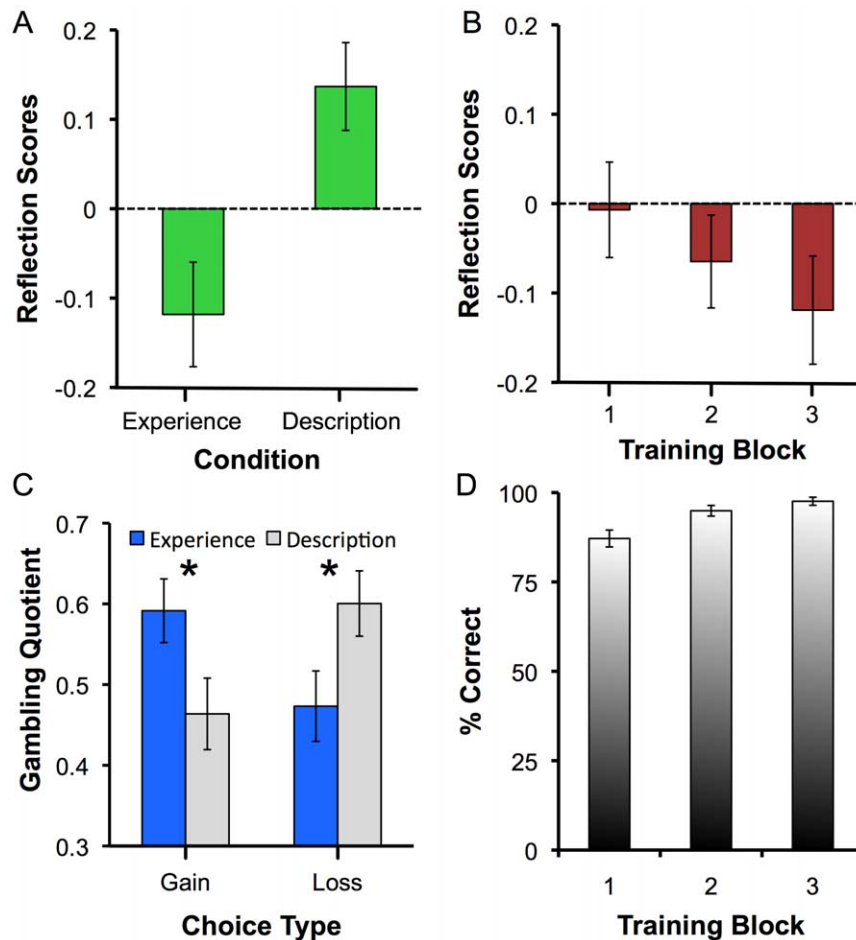 A
Reflection Scores
0.2
0.1
0
-0.1
-0.2
Experience Description
Condition
B
Reflection Scores
0.2
0.1
0
-0.1
-0.2
1 2 3
Training Block
C
Gambling Quotient
0.7
0.6
0.5
0.4
0.3
Experience Description
* *
Gain Loss
Choice Type
D
% Correct
100
75
50
25
0
1 2 3
Training Block